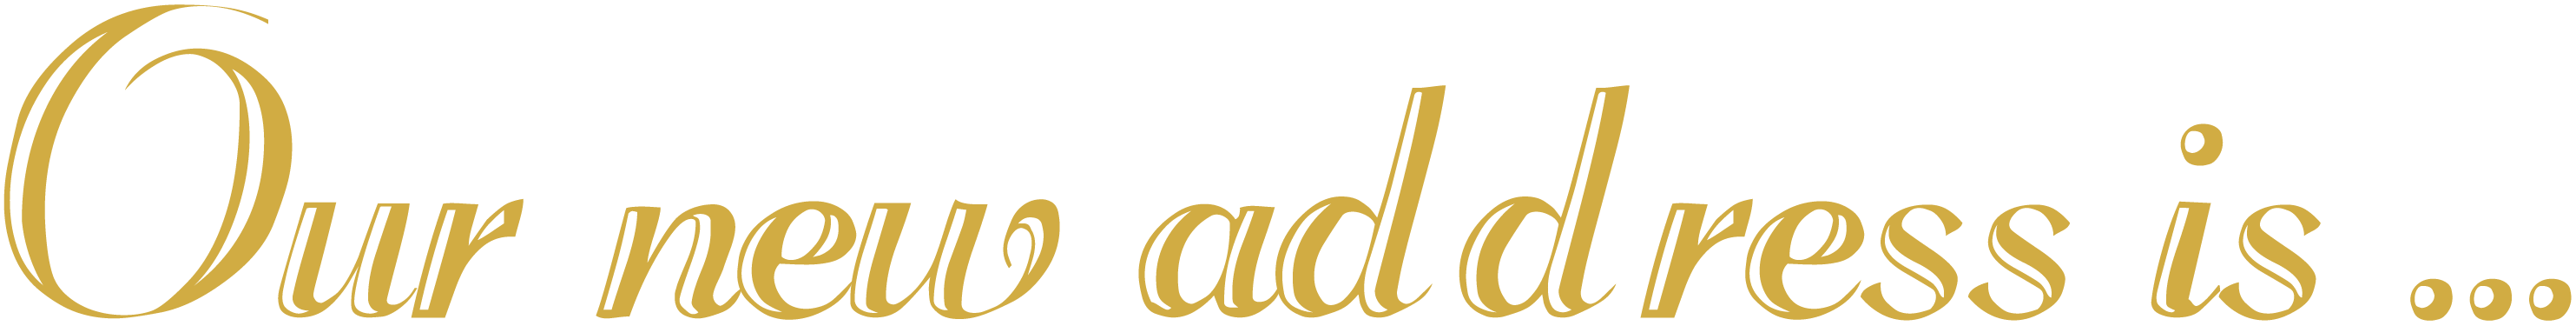 Our new address is ...